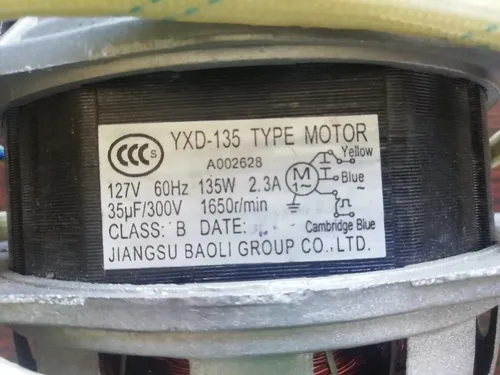 CCC S YXD-135 TYPE MOTOR
A002628
127V 60Hz 135W 2.3A
35µF/300V 1650r/min
CLASS: B DATE:
JIANGSU BAOLI GROUP CO.,LTD.
M
1~
Yellow
Blue ~
Cambridge Blue